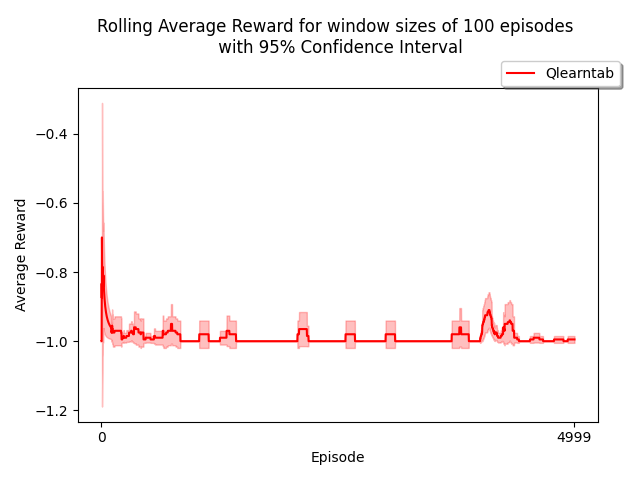 Rolling Average Reward for window sizes of 100 episodes
with 95% Confidence Interval
Qlearntab
−0.4
−0.6
−0.8
−1.0
−1.2
Average Reward
0
4999
Episode